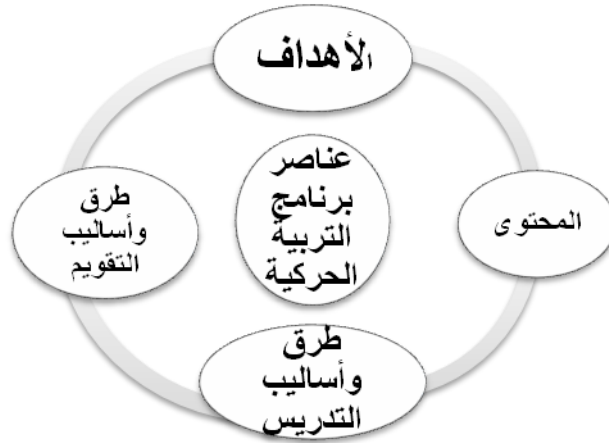 الأهداف
عناصر
برنامج
التربية
الحركية
المحتوى
طرق
وأساليب
التدريس
طرق
وأساليب
التقويم